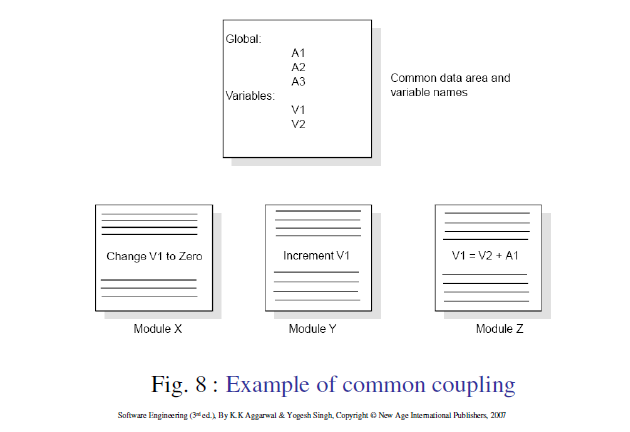 Global:
A1
A2
A3
Variables:
V1
V2
Common data area and
variable names
Change V1 to Zero
Increment V1
V1 = V2 + A1
Module X
Module Y
Module Z
Fig. 8 : Example of common coupling
Software Engineering (3rd ed.), By K.K Aggarwal & Yogesh Singh, Copyright © New Age International Publishers, 2007